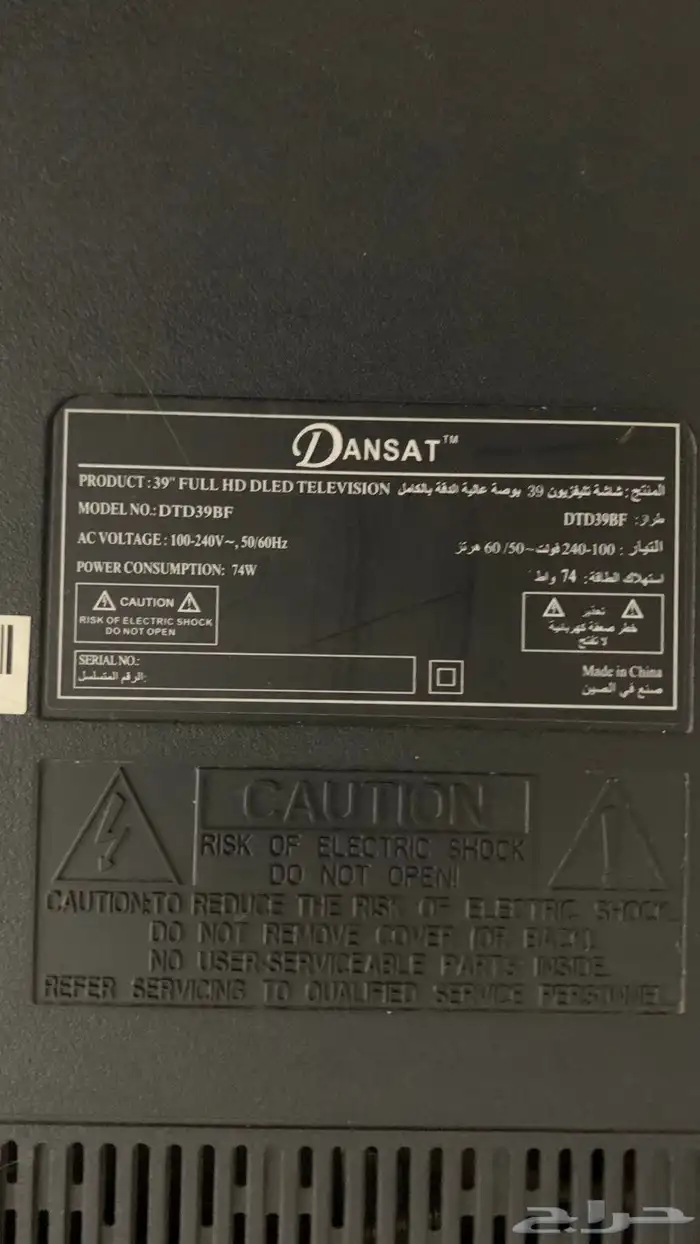 DANSAT™
PRODUCT : 39" FULL HD DLED TELEVISION المنتج : شاشة تليفزيون 39 بوصة عالية الدقة بالكامل
MODEL NO.: DTD39BF طراز: DTD39BF
AC VOLTAGE : 100-240V~, 50/60Hz التيار : 100-240 فولت~ 50/ 60 هرتز
POWER CONSUMPTION: 74W استهلاك الطاقة: 74 واط
CAUTION
RISK OF ELECTRIC SHOCK
DO NOT OPEN
تحذير
خطر صعقة كهربائية
لا تفتح
SERIAL NO.:
الرقم المتسلسل:
Made in China
صنع في الصين
CAUTION
RISK OF ELECTRIC SHOCK
DO NOT OPEN!
CAUTION:TO REDUCE THE RISK OF ELECTRIC SHOCK.
DO NOT REMOVE COVER (OR BACK).
NO USER-SERVICEABLE PARTS INSIDE.
REFER SERVICING TO QUALIFIED SERVICE PERSONNEL.
حراج